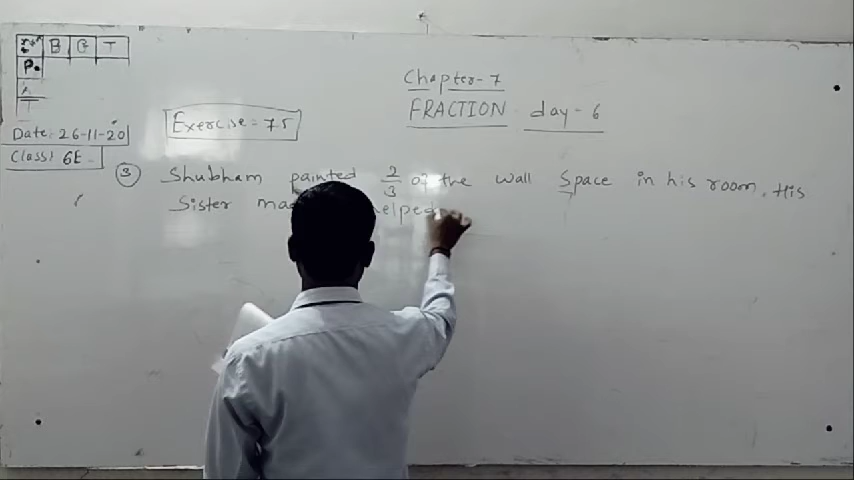 B G T
P.
A
T
Chapter-7
FRACTION day-6
Exercise = 7.5
Date: 26-11-20
Class: 6E
③ Shubham painted 2/3 of the wall space in his room. His
Sister helped